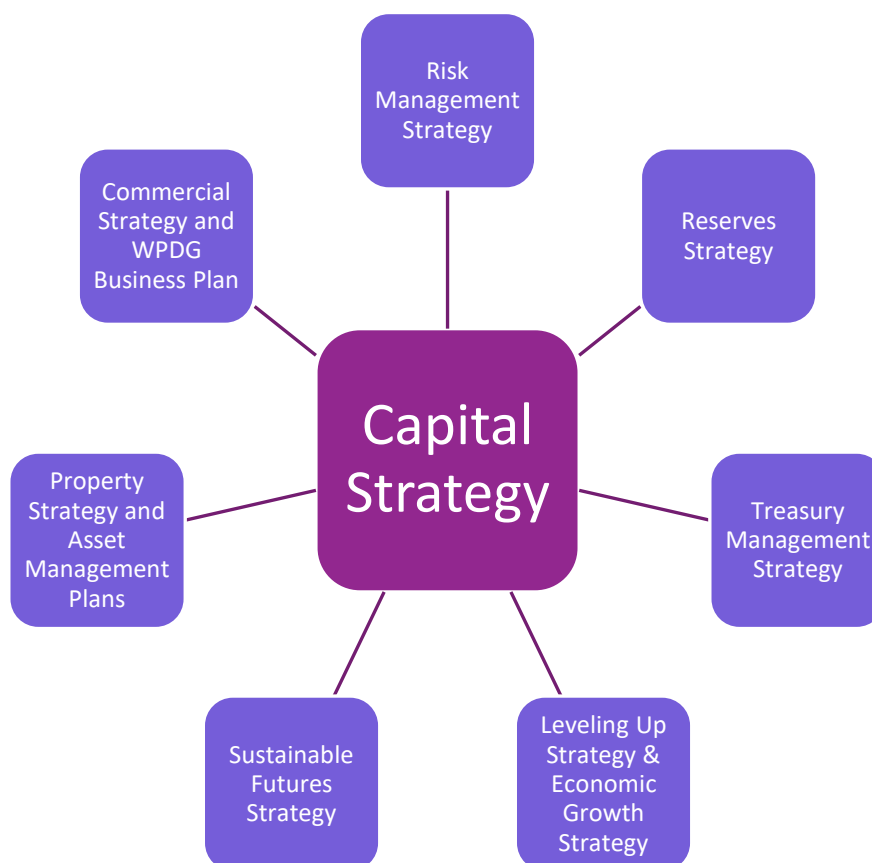 Risk
Management
Strategy
Commercial
Strategy and
WPDG
Business Plan
Reserves
Strategy
Capital
Strategy
Property
Strategy and
Asset
Management
Plans
Treasury
Management
Strategy
Sustainable
Futures
Strategy
Leveling Up
Strategy &
Economic
Growth
Strategy